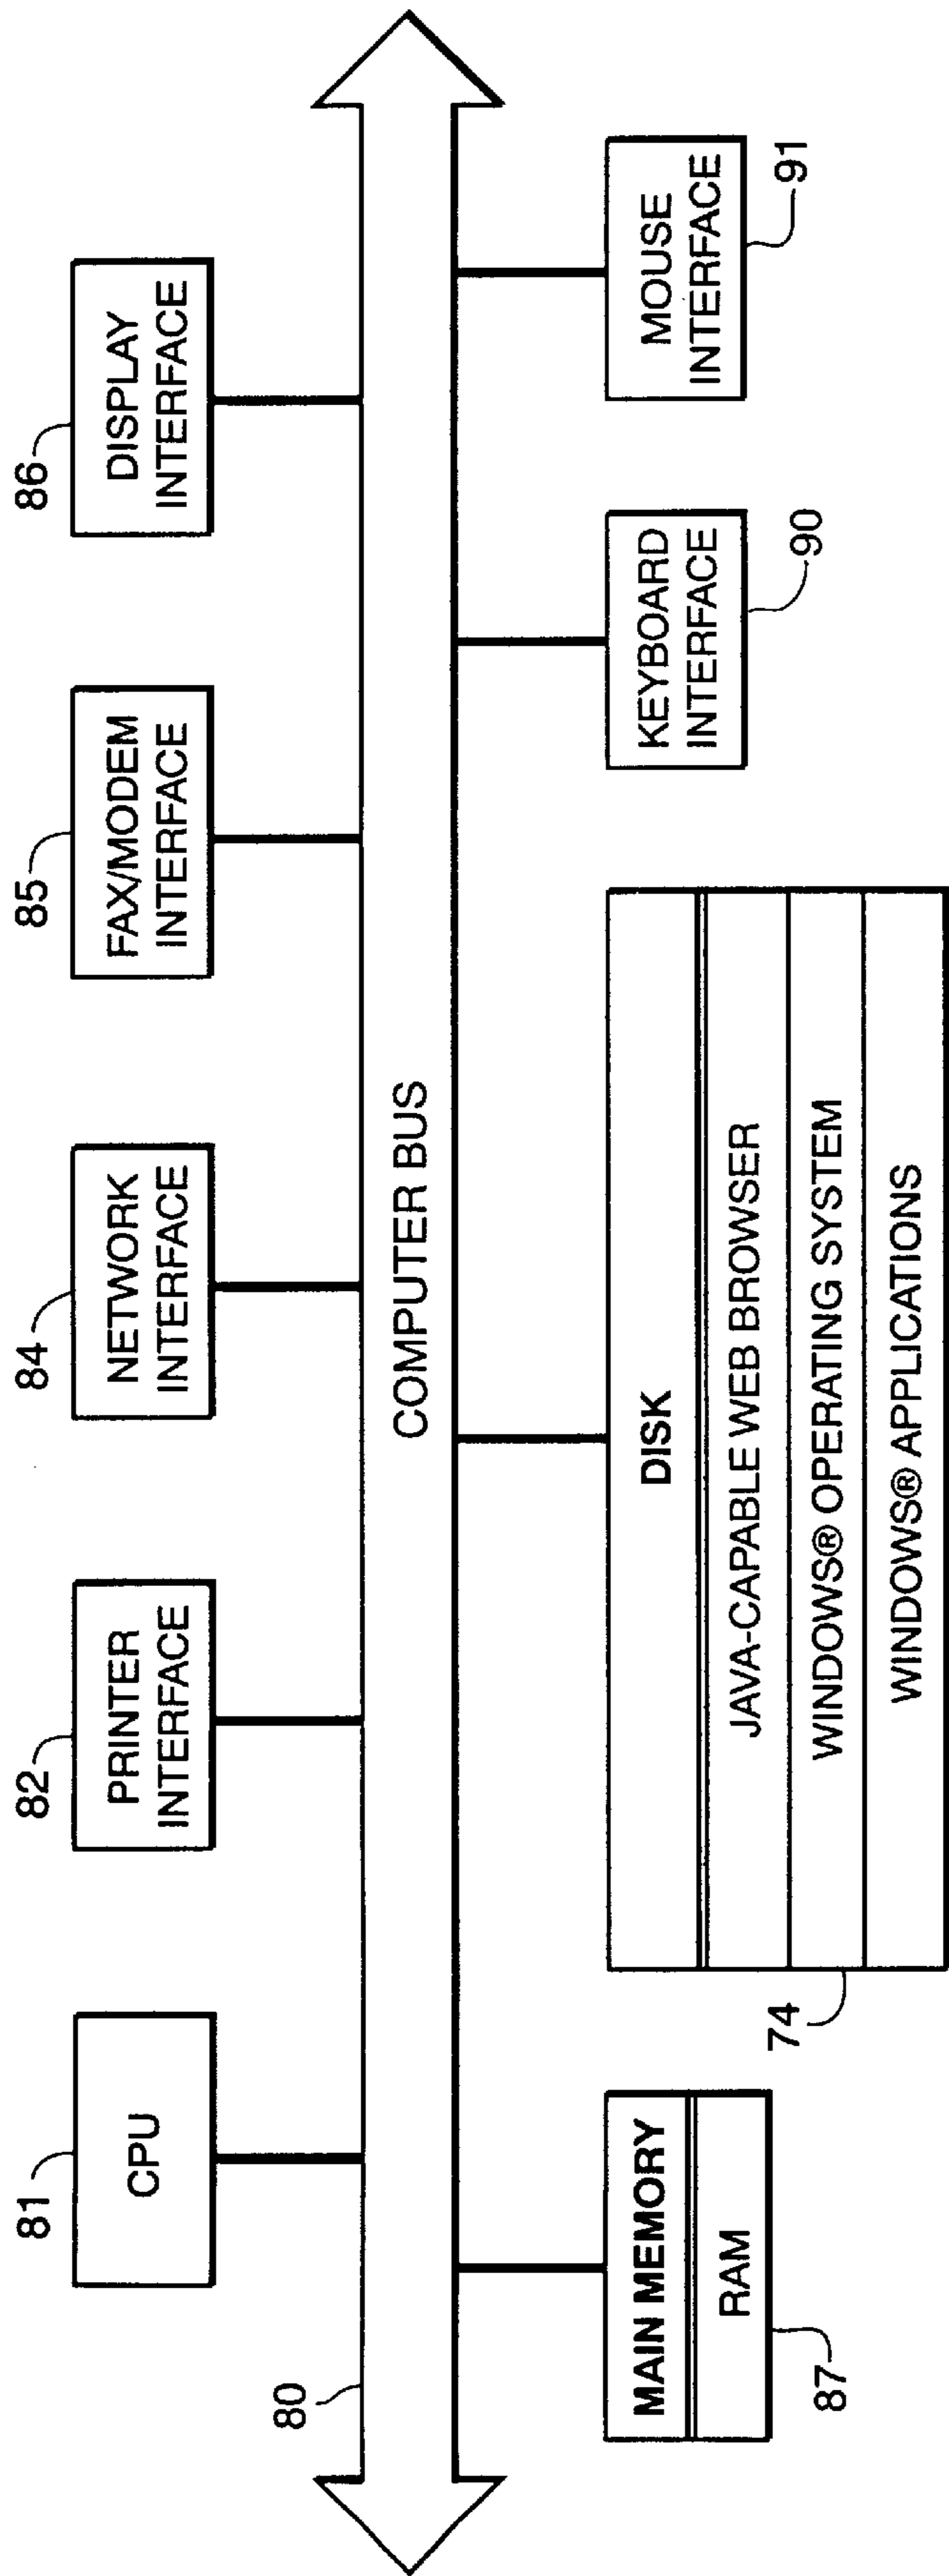 81
CPU
82
PRINTER
INTERFACE
84
NETWORK
INTERFACE
85
FAX/MODEM
INTERFACE
86
DISPLAY
INTERFACE
80
COMPUTER BUS
MAIN MEMORY
RAM
87
DISK
JAVA-CAPABLE WEB BROWSER
WINDOWS® OPERATING SYSTEM
WINDOWS® APPLICATIONS
74
KEYBOARD
INTERFACE
90
MOUSE
INTERFACE
91